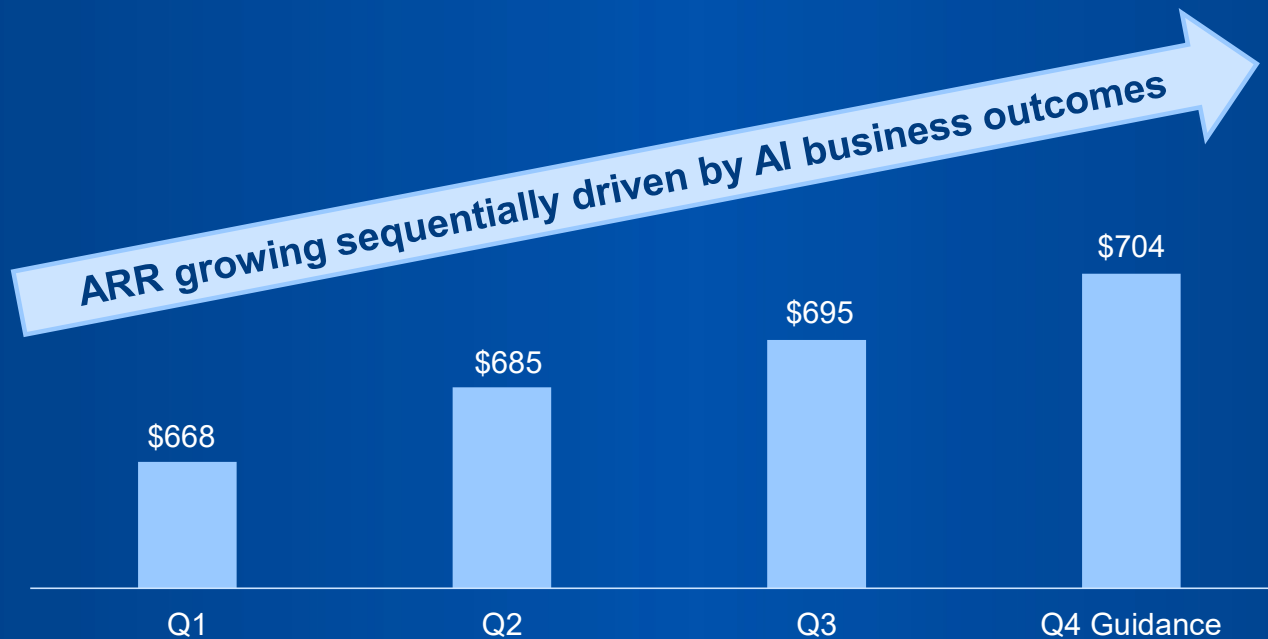 ARR growing sequentially driven by AI business outcomes
$704
$695
$685
$668
Q1
Q2
Q3
Q4 Guidance